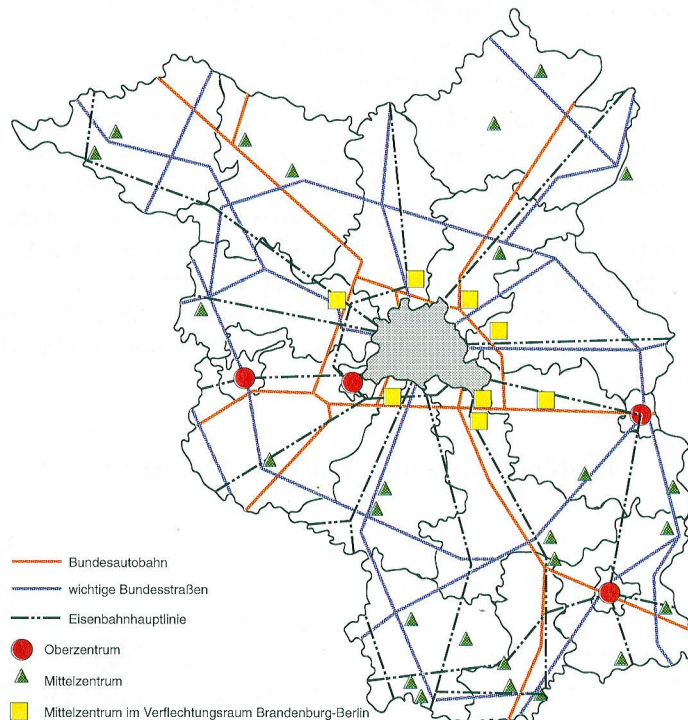 Bundesautobahn
wichtige Bundesstraßen
Eisenbahnhauptlinie
Oberzentrum
Mittelzentrum
Mittelzentrum im Verflechtungsraum Brandenburg-Berlin